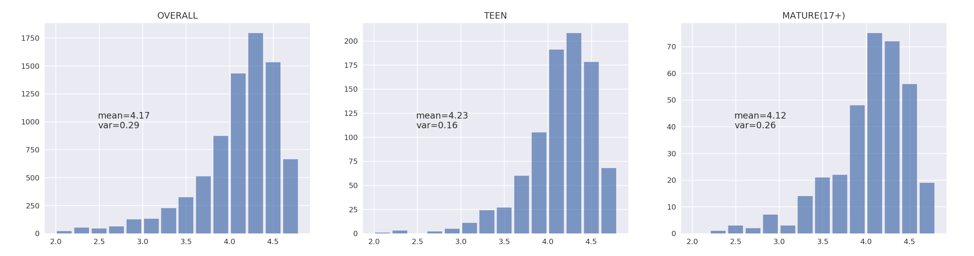 OVERALL
1750
1500
1250
1000
750
500
250
0
mean=4.17
var=0.29
2.0 2.5 3.0 3.5 4.0 4.5
TEEN
200
175
150
125
100
75
50
25
0
mean=4.23
var=0.16
2.0 2.5 3.0 3.5 4.0 4.5
MATURE(17+)
70
60
50
40
30
20
10
0
mean=4.12
var=0.26
2.0 2.5 3.0 3.5 4.0 4.5